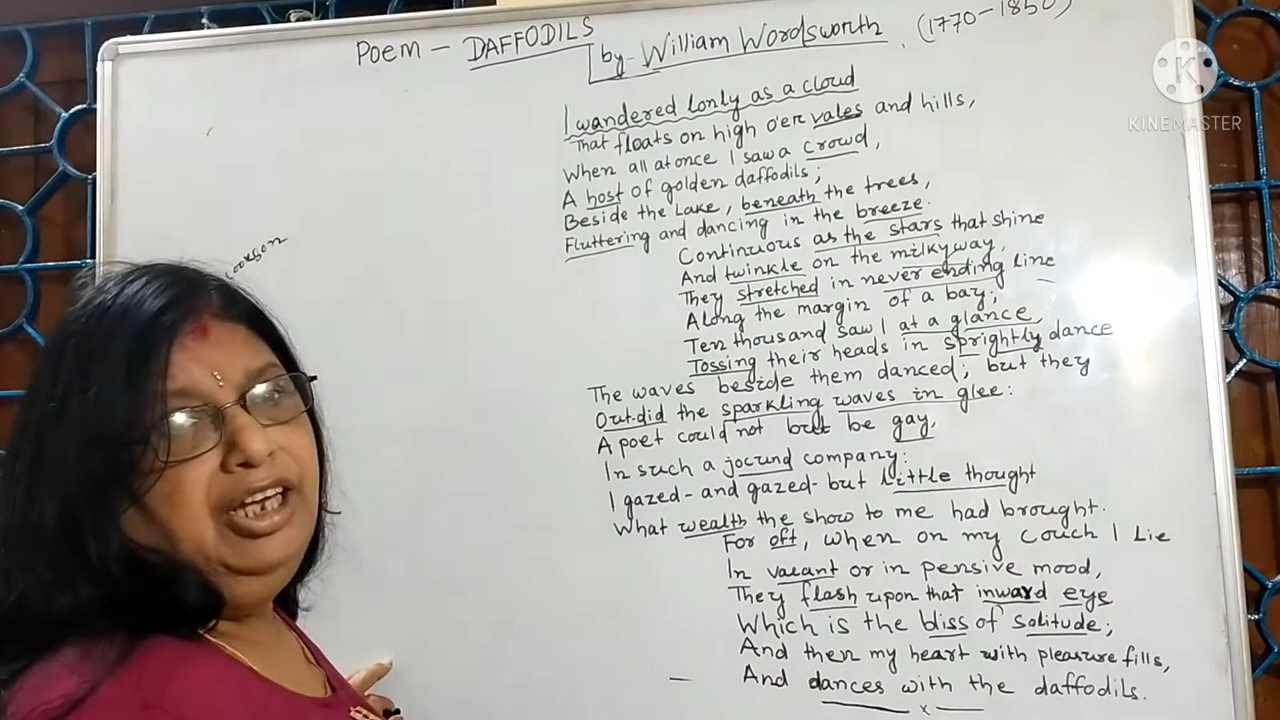 Poem - DAFFODILS
by - William Wordsworth. (1770-1850)
KINEMASTER
I wandered lonly as a cloud
That floats on high o'er vales and hills,
When all atonce I saw a crowd,
A host of golden daffodils;
Beside the Lake, beneath the trees,
Fluttering and dancing in the breeze.
Continuous as the stars that shine
And twinkle on the milkyway,
They stretched in never ending line
Along the margin of a bay;
Ten thousand saw I at a glance,
Tossing their heads in sprightly dance
The waves beside them danced; but they
Out-did the sparkling waves in glee:
A poet could not but be gay,
In such a jocund company:
I gazed- and gazed- but little thought
What wealth the show to me had brought.
For oft, when on my couch I Lie
In vacant or in pensive mood,
They flash upon that inward eye
Which is the bliss of solitude;
And then my heart with pleasure fills,
And dances with the daffodils.